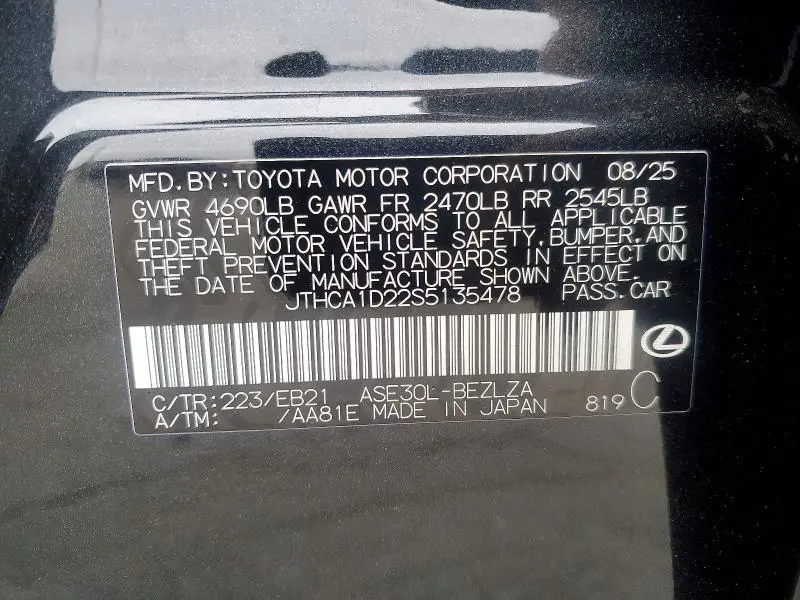 MFD.BY:TOYOTA MOTOR CORPORATION 08/25
GVWR 4690LB GAWR FR 2470LB RR 2545LB
THIS VEHICLE CONFORMS TO ALL APPLICABLE
FEDERAL MOTOR VEHICLE SAFETY,BUMPER,AND
THEFT PREVENTION STANDARDS IN EFFECT ON
THE DATE OF MANUFACTURE SHOWN ABOVE.
JTHCA1D22S5135478 PASS.CAR
C/TR:223/EB21 ASE30L-BEZLZA
A/TM: /AA81E MADE IN JAPAN 819 C